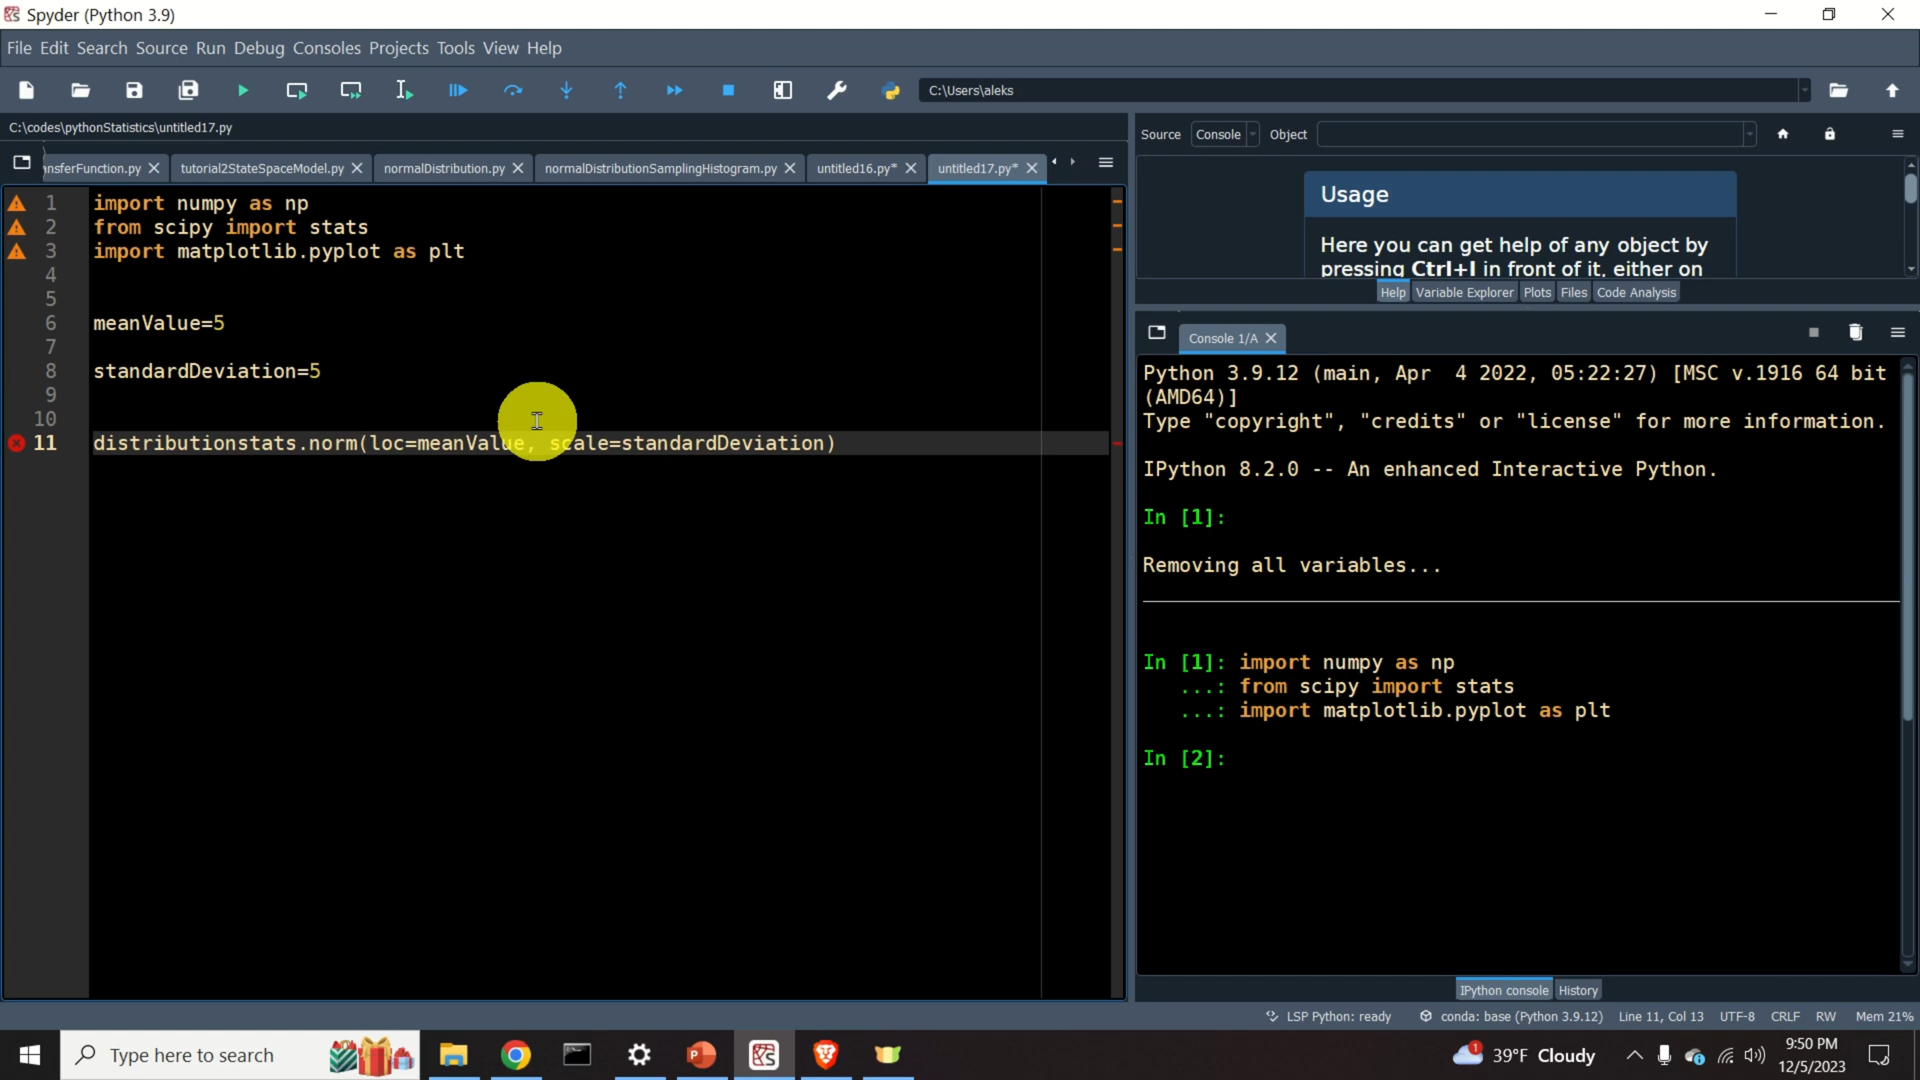 Spyder (Python 3.9)
File Edit Search Source Run Debug Consoles Projects Tools View Help
C:\Users\aleks
C:\codes\pythonStatistics\untitled17.py
Source Console Object
nsferFunction.py tutorial2StateSpaceModel.py normalDistribution.py normalDistributionSamplingHistogram.py untitled16.py* untitled17.py*
Usage
Here you can get help of any object by
pressing Ctrl+I in front of it, either on
Help Variable Explorer Plots Files Code Analysis
1 import numpy as np
2 from scipy import stats
3 import matplotlib.pyplot as plt
4
5
6 meanValue=5
7
8 standardDeviation=5
9
10
11 distributionstats.norm(loc=meanValue, scale=standardDeviation)
Console 1/A
Python 3.9.12 (main, Apr 4 2022, 05:22:27) [MSC v.1916 64 bit
(AMD64)]
Type "copyright", "credits" or "license" for more information.
IPython 8.2.0 -- An enhanced Interactive Python.
In [1]:
Removing all variables...
In [1]: import numpy as np
...: from scipy import stats
...: import matplotlib.pyplot as plt
In [2]:
IPython console History
LSP Python: ready conda: base (Python 3.9.12) Line 11, Col 13 UTF-8 CRLF RW Mem 21%
Type here to search
1 39°F Cloudy
9:50 PM
12/5/2023